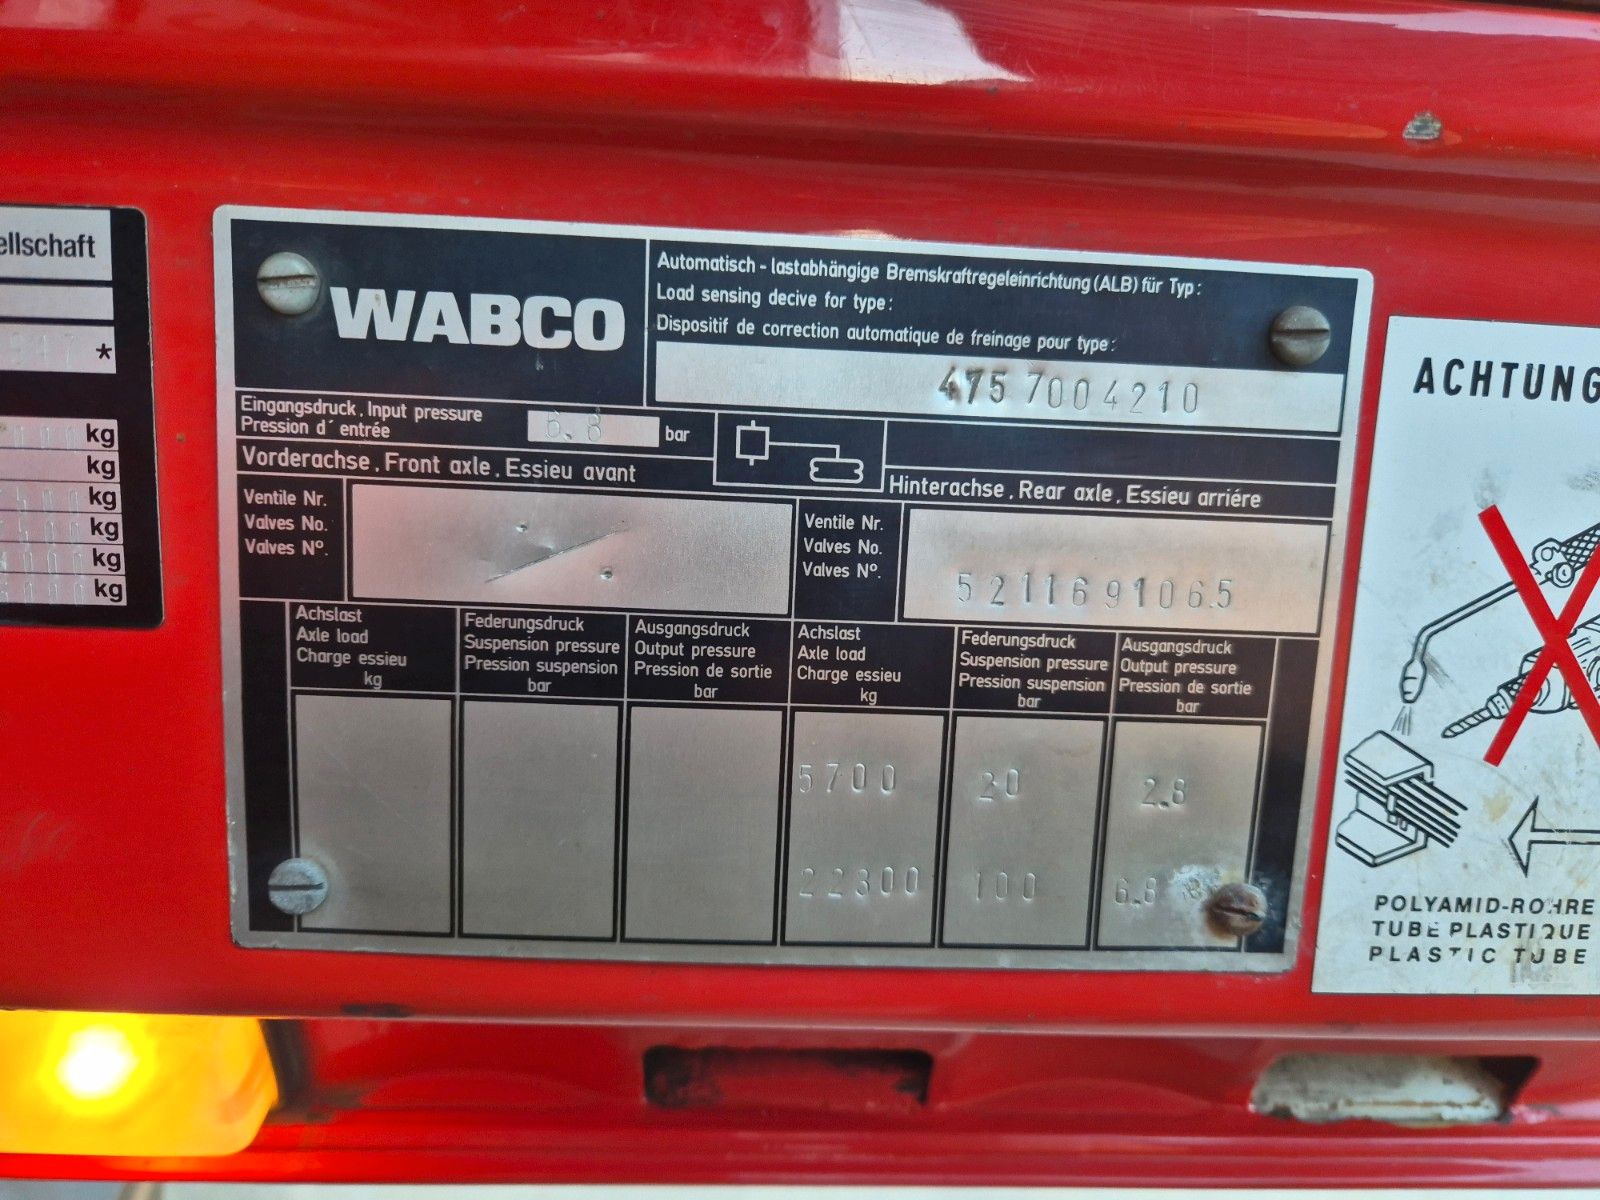 ellschaft
*
kg
kg
kg
kg
kg
kg
WABCO
Automatisch - lastabhängige Bremskraftregeleinrichtung (ALB) für Typ:
Load sensing decive for type:
Dispositif de correction automatique de freinage pour type:
475 7004210
Eingangsdruck, Input pressure
Pression d´ entrée
6.8 bar
Vorderachse, Front axle, Essieu avant
Ventile Nr.
Valves No.
Valves N°.
Hinterachse, Rear axle, Essieu arriére
Ventile Nr.
Valves No.
Valves N°.
5211691065
Achslast
Axle load
Charge essieu
kg
Federungsdruck
Suspension pressure
Pression suspension
bar
Ausgangsdruck
Output pressure
Pression de sortie
bar
Achslast
Axle load
Charge essieu
kg
Federungsdruck
Suspension pressure
Pression suspension
bar
Ausgangsdruck
Output pressure
Pression de sortie
bar
5700 20 2.8
22300 100 6.8
ACHTUNG
POLYAMID-ROHRE
TUBE PLASTIQUE
PLASTIC TUBE